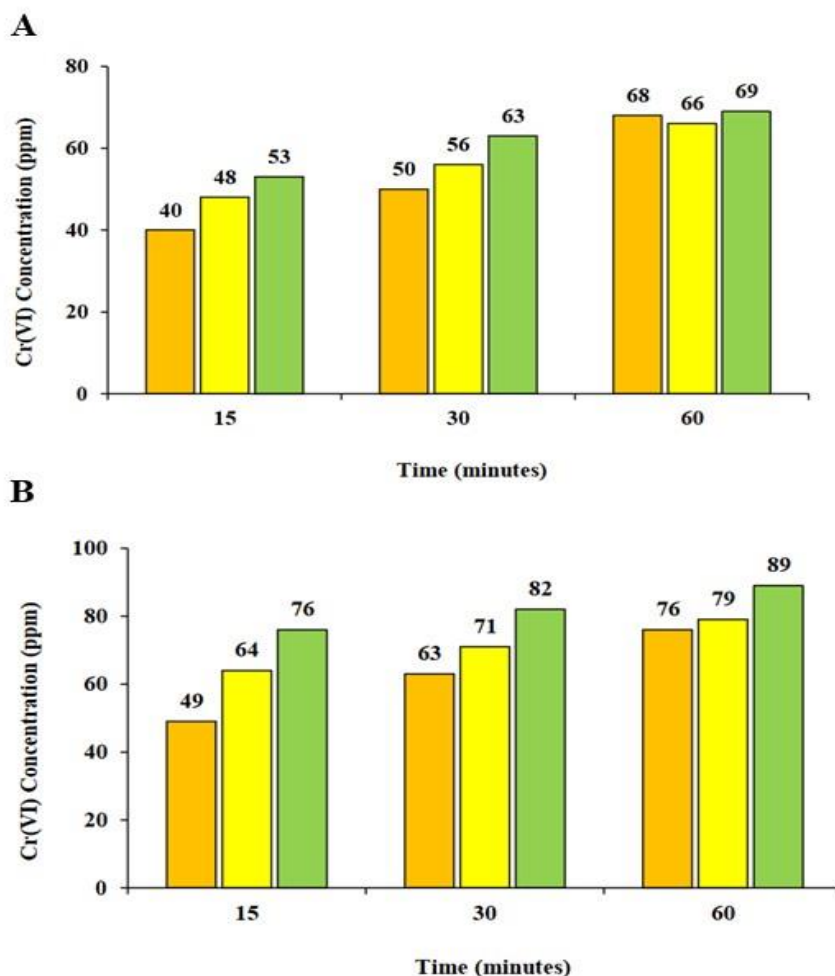 A
80
60
40
20
0
Cr(VI) Concentration (ppm)
40 48 53
50 56 63
68 66 69
15 30 60
Time (minutes)
B
100
80
60
40
20
0
Cr(VI) Concentration (ppm)
49 64 76
63 71 82
76 79 89
15 30 60
Time (minutes)